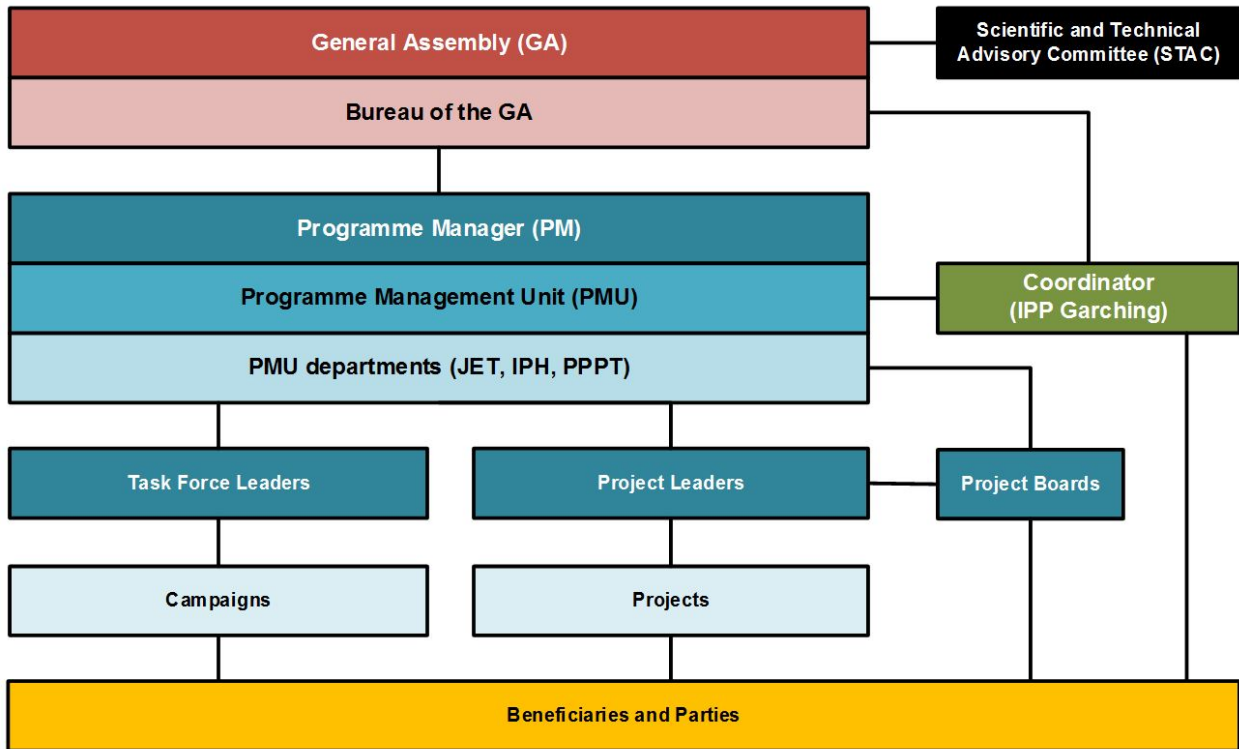 General Assembly (GA)
Scientific and Technical
Advisory Committee (STAC)
Bureau of the GA
Programme Manager (PM)
Programme Management Unit (PMU)
Coordinator
(IPP Garching)
PMU departments (JET, IPH, PPPT)
Task Force Leaders
Project Leaders
Project Boards
Campaigns
Projects
Beneficiaries and Parties